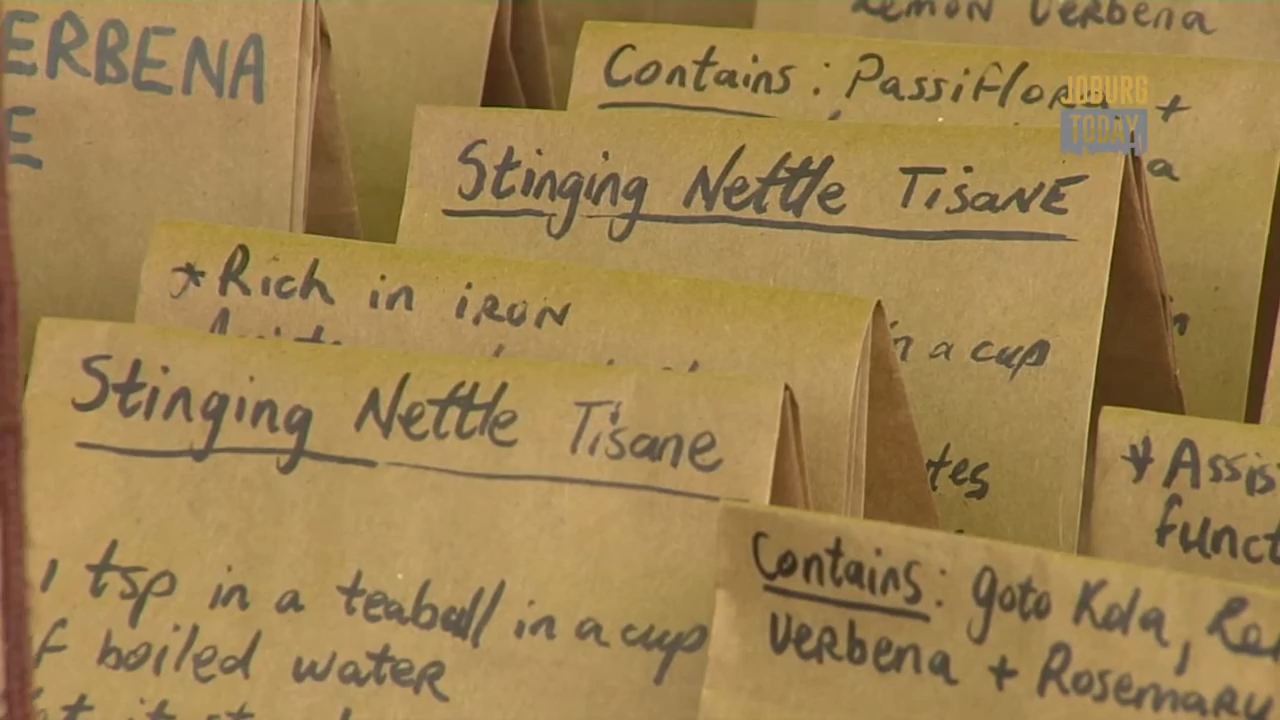 ERBENA
E
Lemon Verbena
Contains: Passiflora +
a
JOBURG
TODAY
Stinging Nettle Tisane
in a cup
tes
* Rich in iron
Stinging Nettle Tisane
1 tsp in a teaball in a cup
f boiled water
* Assis
funct
Contains: Goto Kola,
Verbena + Rosemary